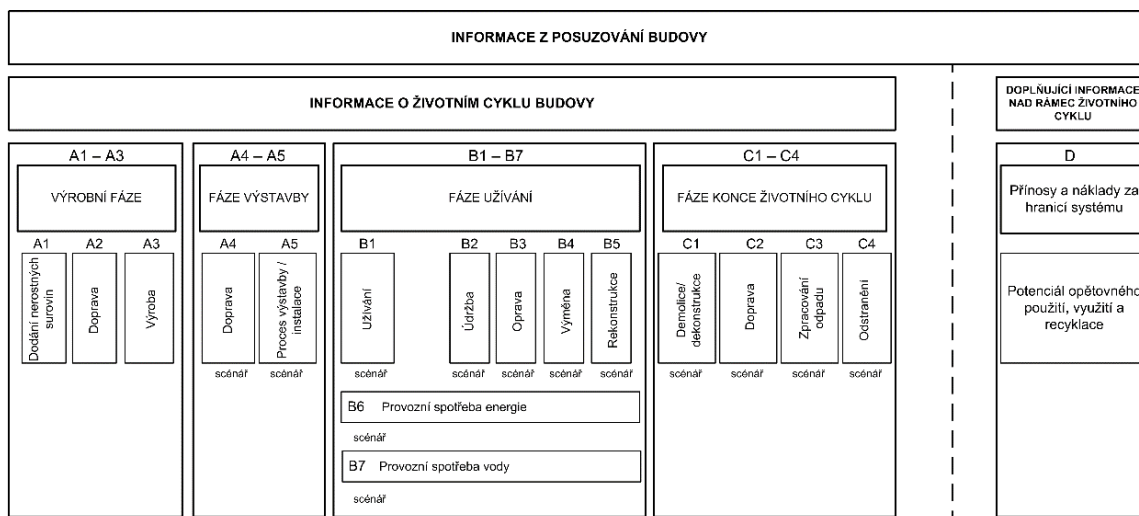 INFORMACE Z POSUZOVÁNÍ BUDOVY
INFORMACE O ŽIVOTNÍM CYKLU BUDOVY
DOPLŇUJÍCÍ INFORMACE
NAD RÁMEC ŽIVOTNÍHO
CYKLU
A1 – A3
VÝROBNÍ FÁZE
A1
A2
A3
Dodání nerostných
surovin
Doprava
Výroba
A4 – A5
FÁZE VÝSTAVBY
A4
A5
Doprava
Proces výstavby /
instalace
scénář
scénář
B1 – B7
FÁZE UŽÍVÁNÍ
B1
B2
B3
B4
B5
Užívání
Údržba
Oprava
Výměna
Rekonstrukce
scénář
scénář
scénář
scénář
scénář
B6 Provozní spotřeba energie
scénář
B7 Provozní spotřeba vody
scénář
C1 – C4
FÁZE KONCE ŽIVOTNÍHO CYKLU
C1
C2
C3
C4
Demolice/
dekonstrukce
Doprava
Zpracování
odpadu
Odstranění
scénář
scénář
scénář
scénář
D
Přínosy a náklady za
hranicí systému
Potenciál opětovného
použití, využití a
recyklace